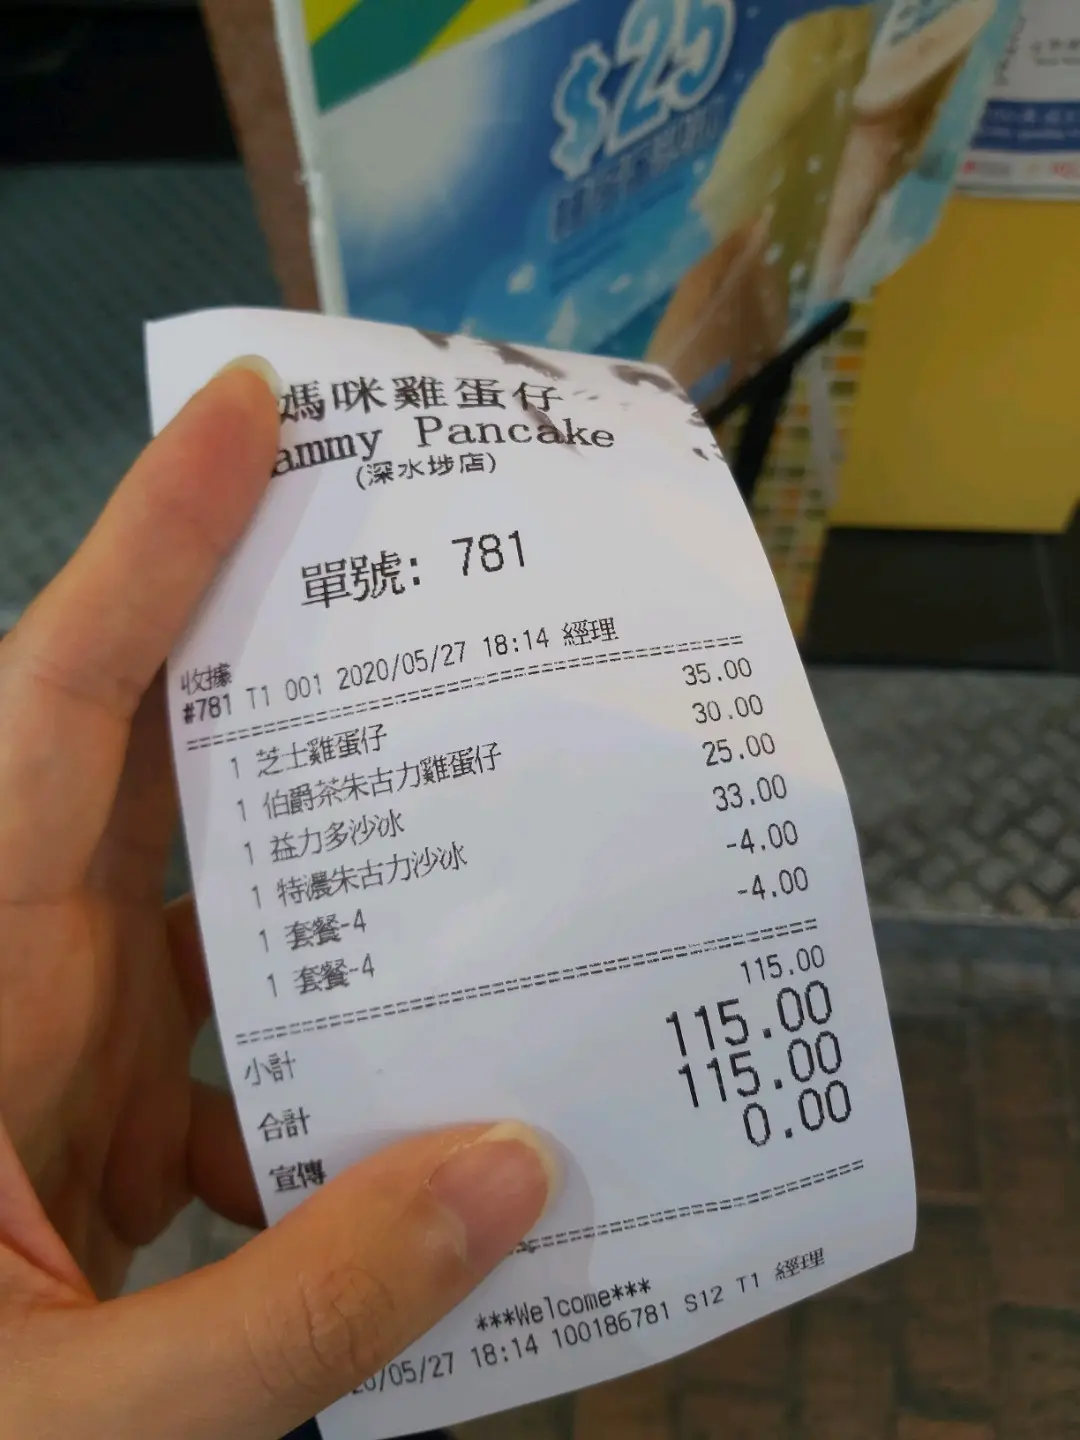 $25
媽咪雞蛋仔
ammy Pancake
(深水埗店)
單號: 781
收據
#781 T1 001 2020/05/27 18:14 經理
1 芝士雞蛋仔 35.00
1 伯爵茶朱古力雞蛋仔 30.00
1 益力多沙冰 25.00
1 特濃朱古力沙冰 33.00
1 套餐-4 -4.00
1 套餐-4 -4.00
小計 115.00
合計 115.00
宣傳 115.00
0.00
***Welcome***
20/05/27 18:14 100186781 S12 T1 經理